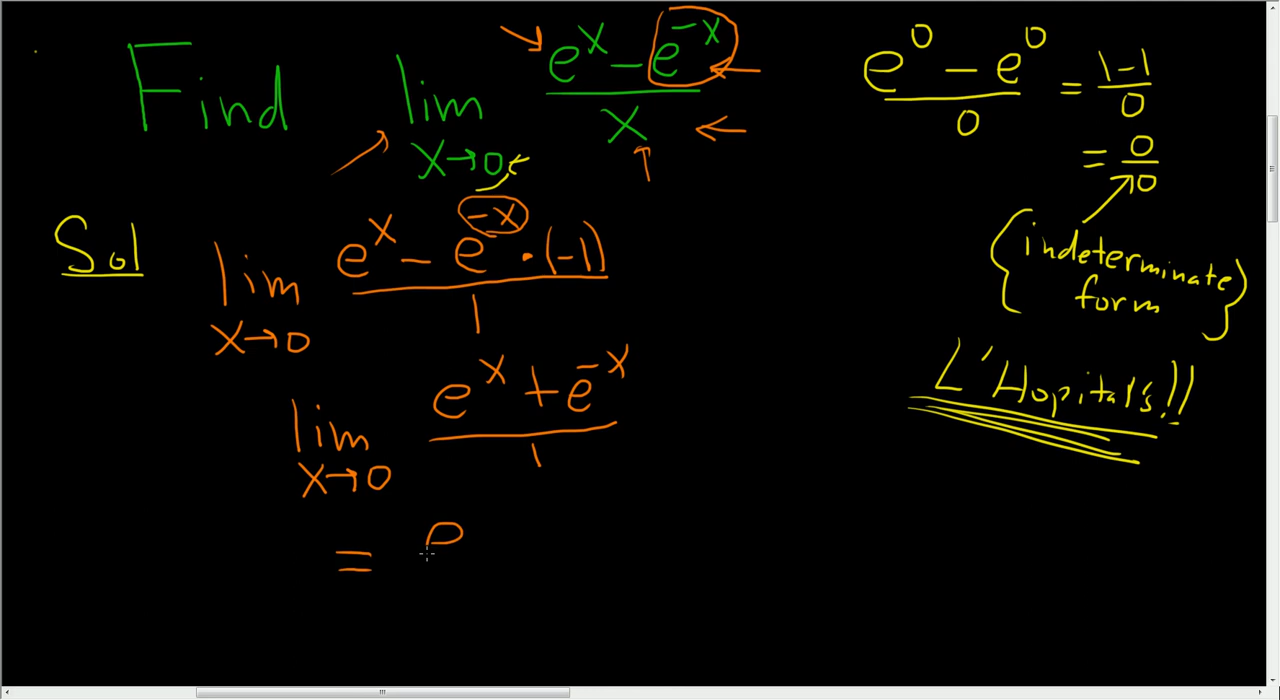 Find lim x→0 (e^x − e^−x)/x
(e^0 − e^0)/0 = (1−1)/0
= 0/0
{indeterminate form}
L'Hopital's!!
Sol
lim x→0 (e^x − e^−x · (−1))/1
lim x→0 (e^x + e^−x)/1
=